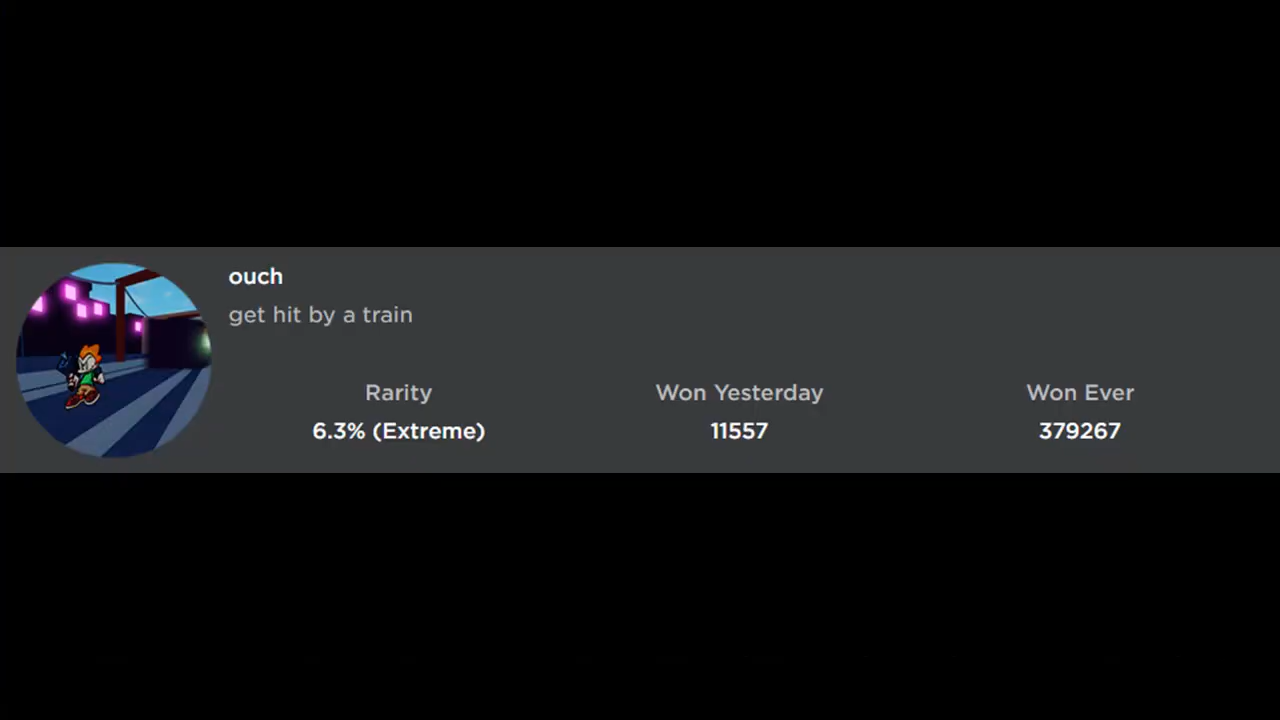 ouch
get hit by a train
Rarity Won Yesterday Won Ever
6.3% (Extreme) 11557 379267